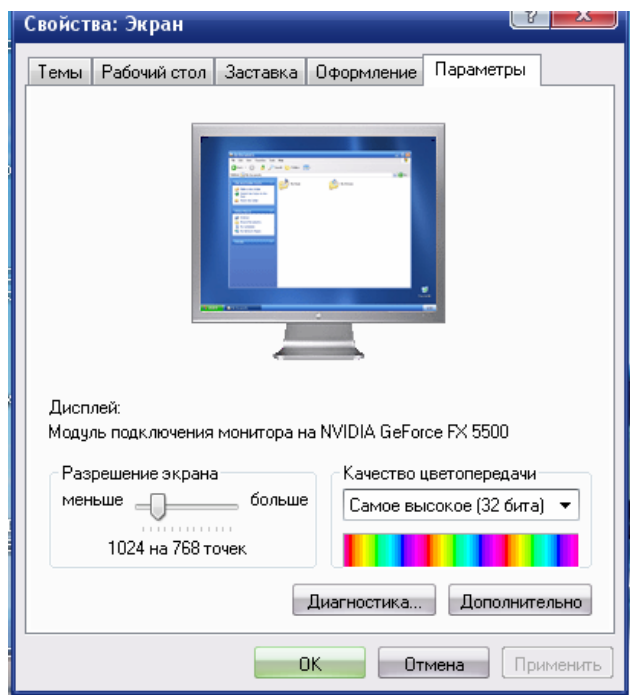 Свойства: Экран
Темы Рабочий стол Заставка Оформление Параметры
Дисплей:
Модуль подключения монитора на NVIDIA GeForce FX 5500
Разрешение экрана
меньше больше
1024 на 768 точек
Качество цветопередачи
Самое высокое (32 бита)
Диагностика... Дополнительно
OK Отмена Применить